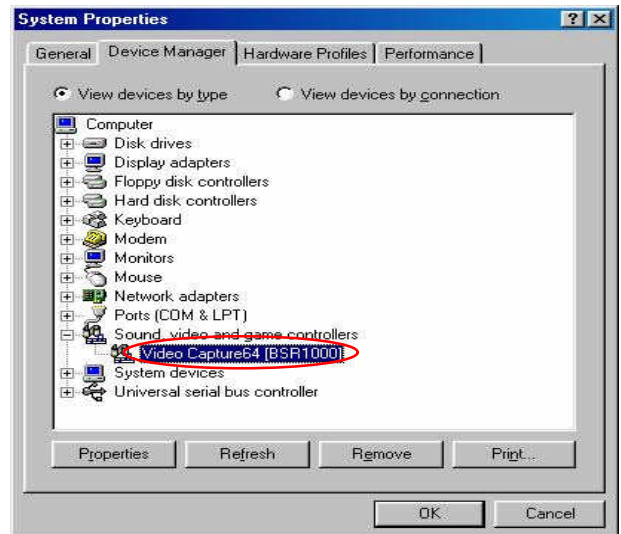 System Properties
General Device Manager Hardware Profiles Performance
View devices by type View devices by connection
Computer
Disk drives
Display adapters
Floppy disk controllers
Hard disk controllers
Keyboard
Modem
Monitors
Mouse
Network adapters
Ports (COM & LPT)
Sound, video and game controllers
Video Capture64 [BSR1000]
System devices
Universal serial bus controller
Properties Refresh Remove Print...
OK Cancel